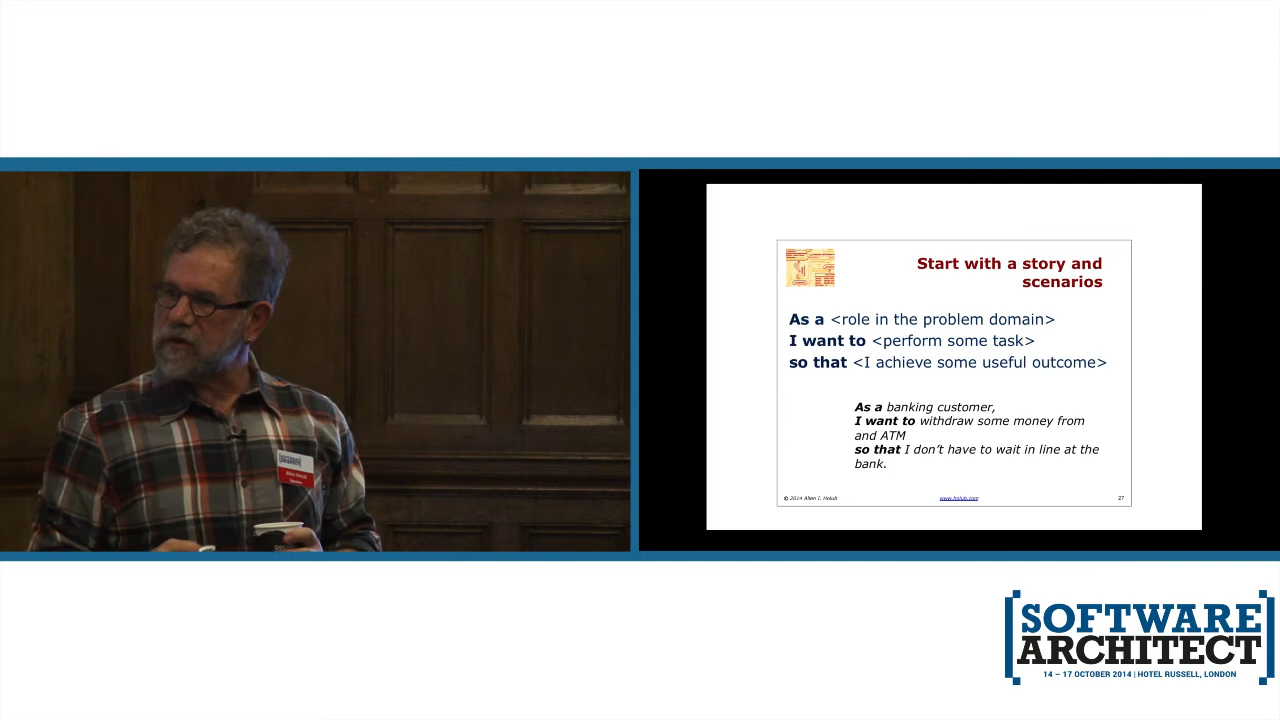 Start with a story and
scenarios
As a <role in the problem domain>
I want to <perform some task>
so that <I achieve some useful outcome>
As a banking customer,
I want to withdraw some money from
and ATM
so that I don't have to wait in line at the
bank.
© 2014 Allen I. Holub
www.holub.com
27
[SOFTWARE
ARCHITECT]
14 – 17 OCTOBER 2014 | HOTEL RUSSELL, LONDON